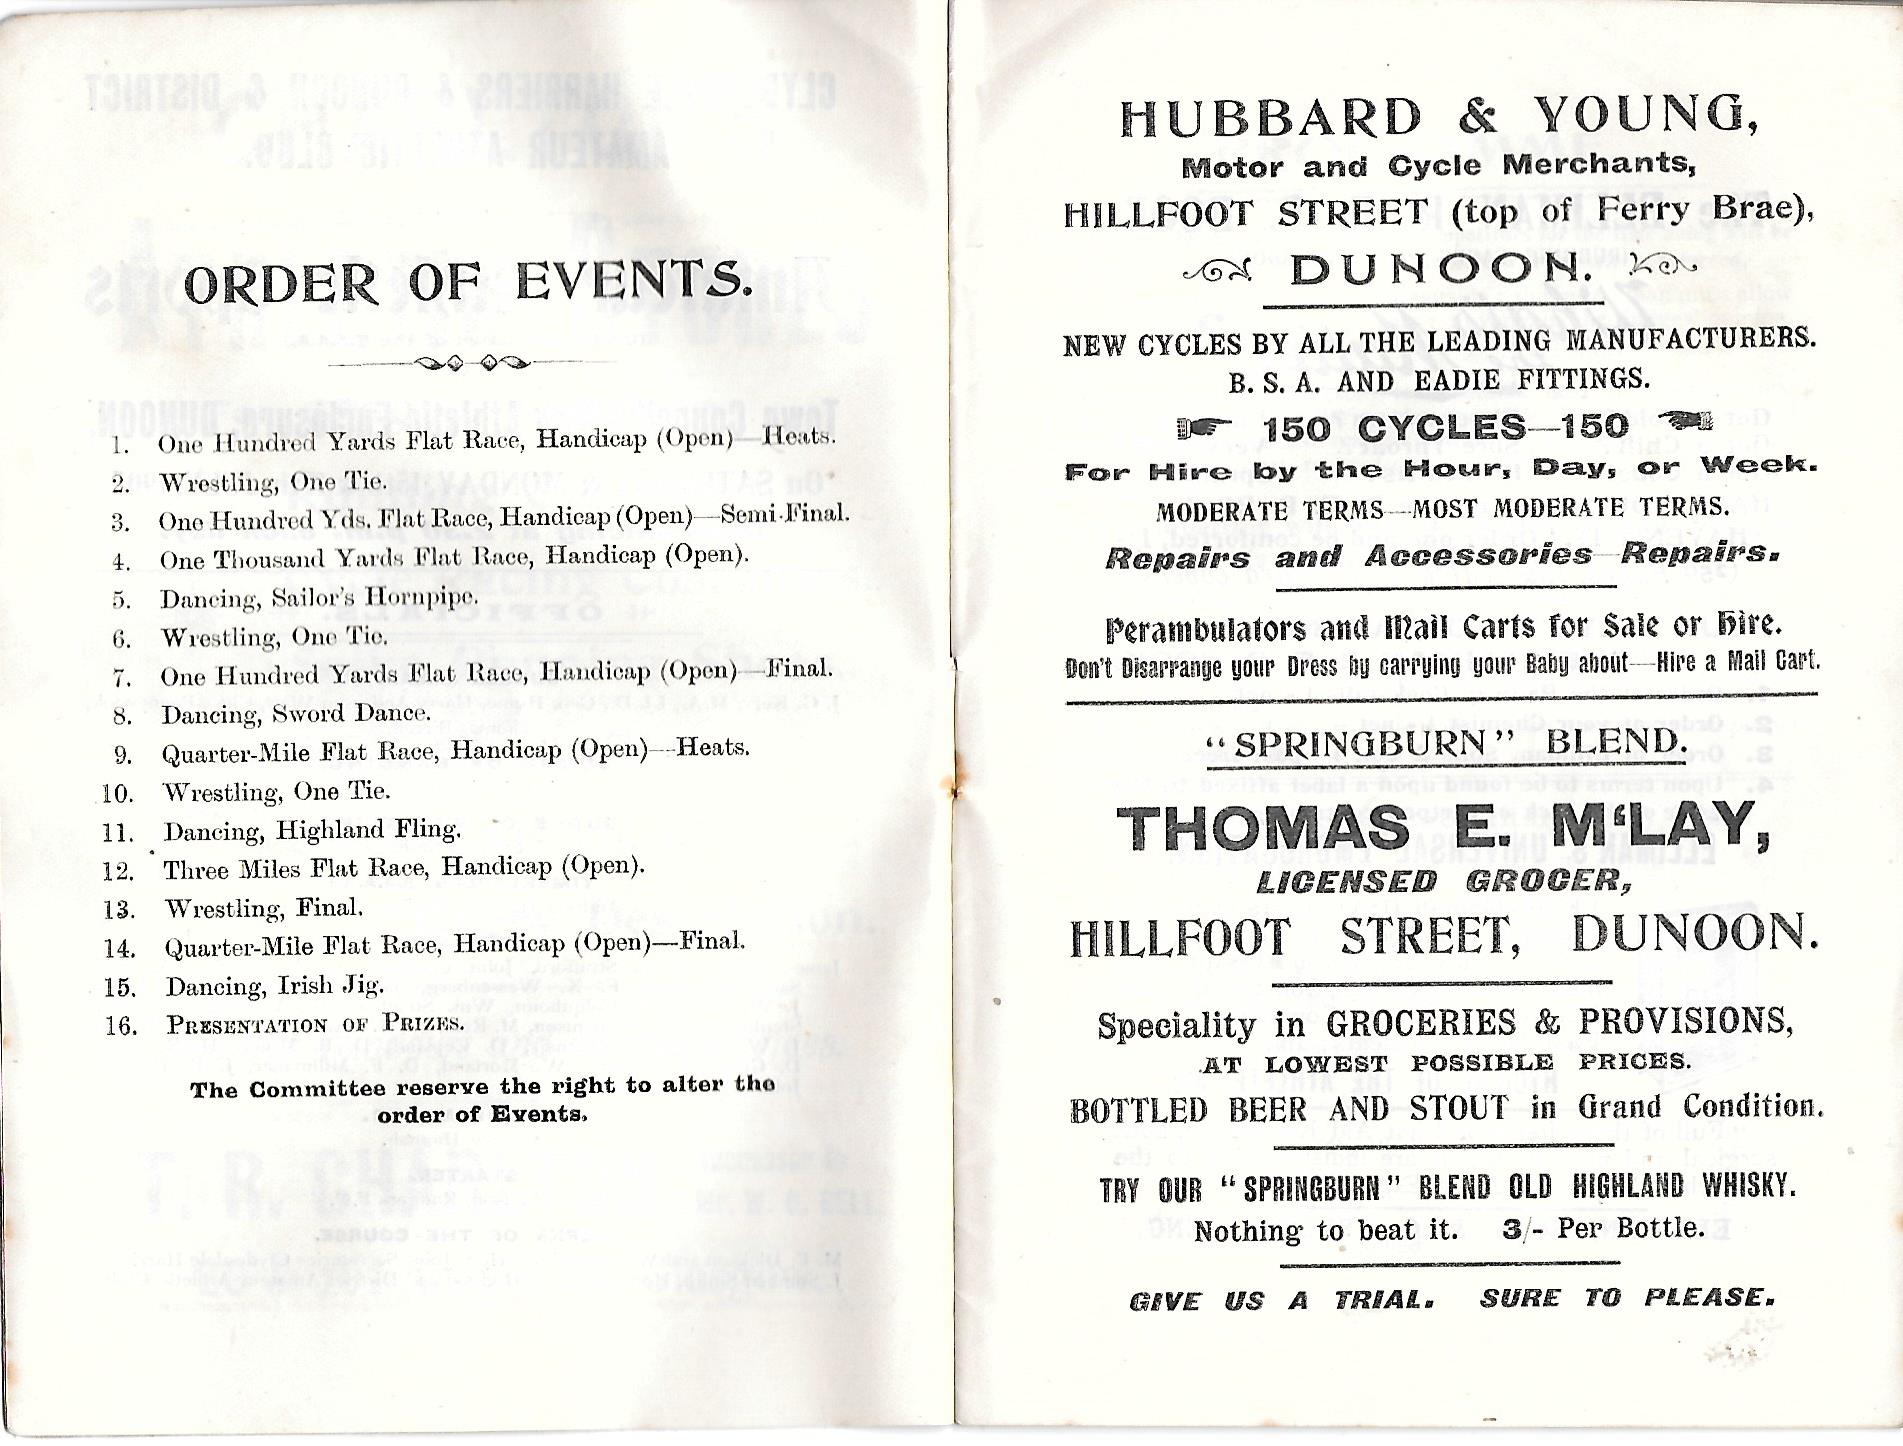 ORDER OF EVENTS.
1. One Hundred Yards Flat Race, Handicap (Open)—Heats.
2. Wrestling, One Tie.
3. One Hundred Yds. Flat Race, Handicap (Open)—Semi-Final.
4. One Thousand Yards Flat Race, Handicap (Open).
5. Dancing, Sailor's Hornpipe.
6. Wrestling, One Tie.
7. One Hundred Yards Flat Race, Handicap (Open)—Final.
8. Dancing, Sword Dance.
9. Quarter-Mile Flat Race, Handicap (Open)—Heats.
10. Wrestling, One Tie.
11. Dancing, Highland Fling.
12. Three Miles Flat Race, Handicap (Open).
13. Wrestling, Final.
14. Quarter-Mile Flat Race, Handicap (Open)—Final.
15. Dancing, Irish Jig.
16. PRESENTATION OF PRIZES.
The Committee reserve the right to alter the
order of Events.
HUBBARD & YOUNG,
Motor and Cycle Merchants,
HILLFOOT STREET (top of Ferry Brae),
DUNOON.
NEW CYCLES BY ALL THE LEADING MANUFACTURERS.
B. S. A. AND EADIE FITTINGS.
150 CYCLES—150
For Hire by the Hour, Day, or Week.
MODERATE TERMS—MOST MODERATE TERMS.
Repairs and Accessories—Repairs.
Perambulators and Mail Carts for Sale or Hire.
Don't Disarrange your Dress by carrying your Baby about—Hire a Mail Cart.
"SPRINGBURN" BLEND.
THOMAS E. M'LAY,
LICENSED GROCER,
HILLFOOT STREET, DUNOON.
Speciality in GROCERIES & PROVISIONS,
AT LOWEST POSSIBLE PRICES.
BOTTLED BEER AND STOUT in Grand Condition.
TRY OUR "SPRINGBURN" BLEND OLD HIGHLAND WHISKY.
Nothing to beat it. 3/- Per Bottle.
GIVE US A TRIAL. SURE TO PLEASE.